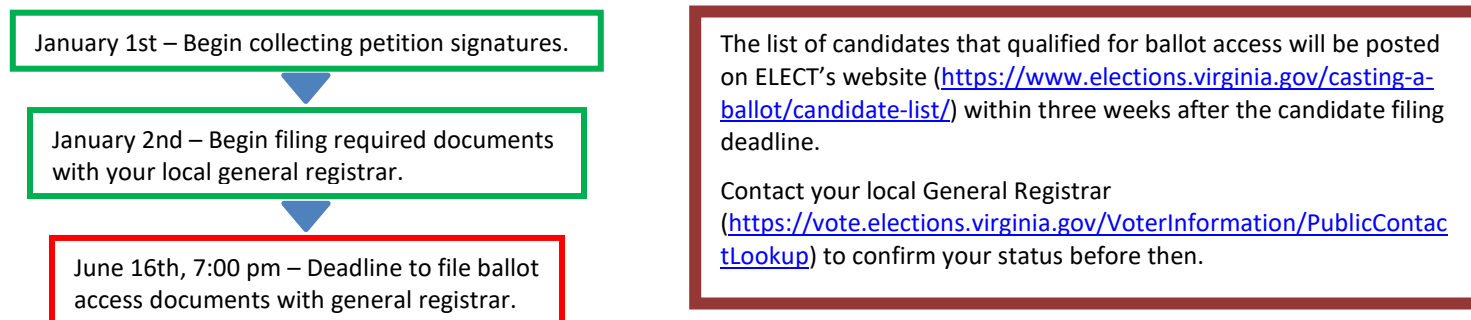 January 1st – Begin collecting petition signatures.
January 2nd – Begin filing required documents
with your local general registrar.
June 16th, 7:00 pm – Deadline to file ballot
access documents with general registrar.
The list of candidates that qualified for ballot access will be posted
on ELECT’s website (https://www.elections.virginia.gov/casting-a-
ballot/candidate-list/) within three weeks after the candidate filing
deadline.
Contact your local General Registrar
(https://vote.elections.virginia.gov/VoterInformation/PublicContac
tLookup) to confirm your status before then.